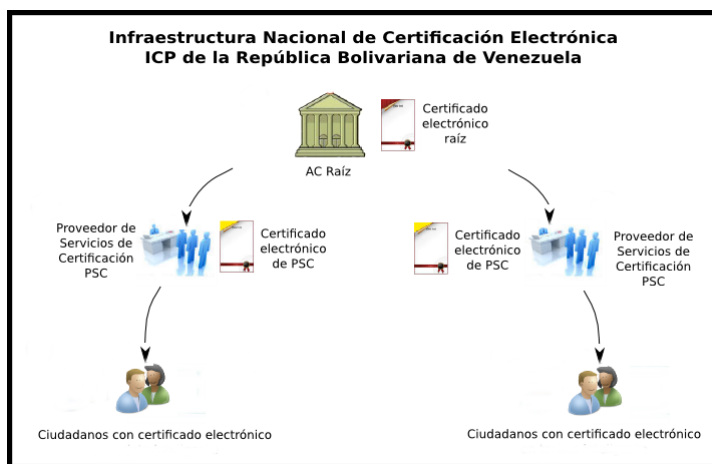 Infraestructura Nacional de Certificación Electrónica
ICP de la República Bolivariana de Venezuela
Certificado
electrónico
raíz
AC Raíz
Proveedor de
Servicios de
Certificación
PSC
Certificado
electrónico
de PSC
Certificado
electrónico
de PSC
Proveedor de
Servicios de
Certificación
PSC
Ciudadanos con certificado electrónico
Ciudadanos con certificado electrónico